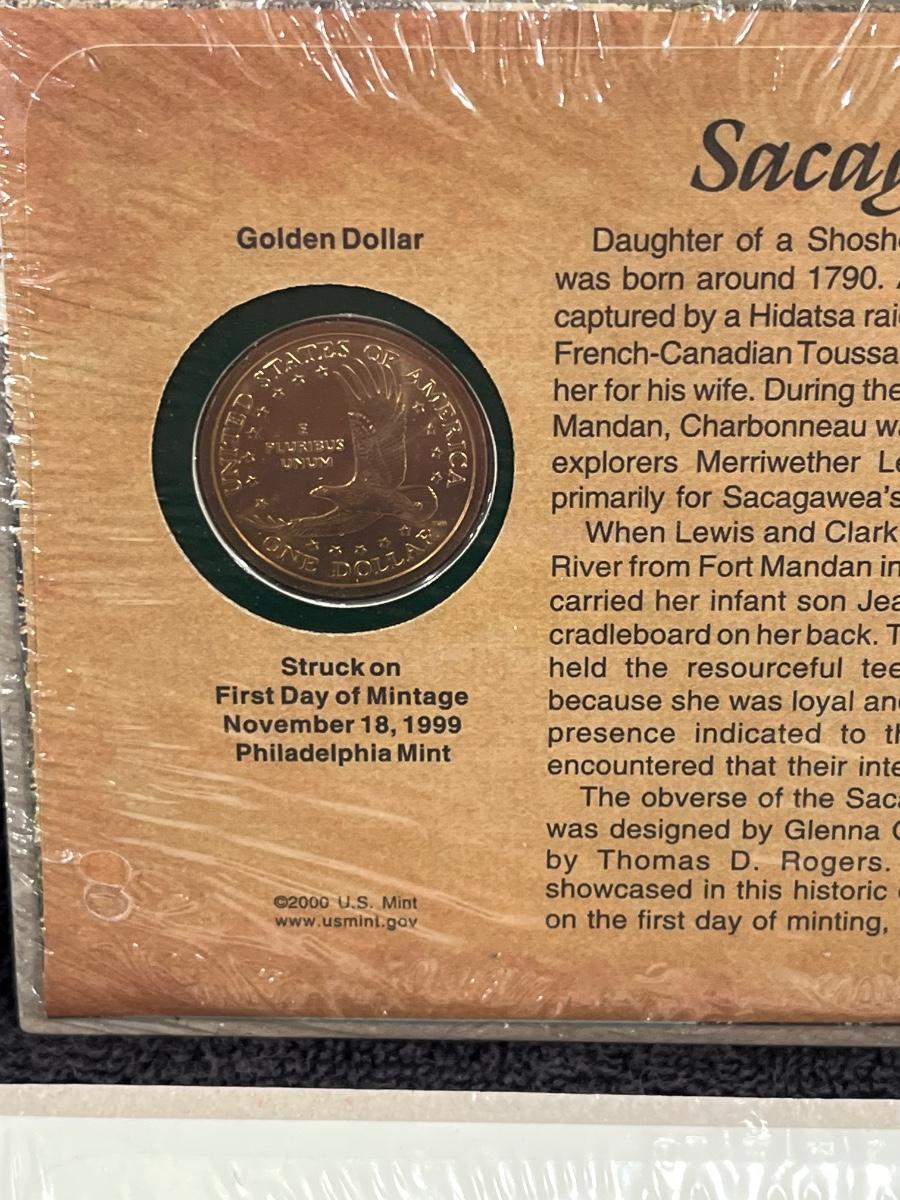 Sacag
Golden Dollar
UNITED STATES OF AMERICA
E
PLURIBUS
UNUM
ONE DOLLAR
Struck on
First Day of Mintage
November 18, 1999
Philadelphia Mint
©2000 U.S. Mint
www.usmint.gov
Daughter of a Shosh
was born around 1790.
captured by a Hidatsa rai
French-Canadian Toussa
her for his wife. During the
Mandan, Charbonneau wa
explorers Merriwether Le
primarily for Sacagawea's
When Lewis and Clark
River from Fort Mandan in
carried her infant son Jea
cradleboard on her back. T
held the resourceful tee
because she was loyal and
presence indicated to th
encountered that their inte
The obverse of the Saca
was designed by Glenna G
by Thomas D. Rogers.
showcased in this historic
on the first day of minting,